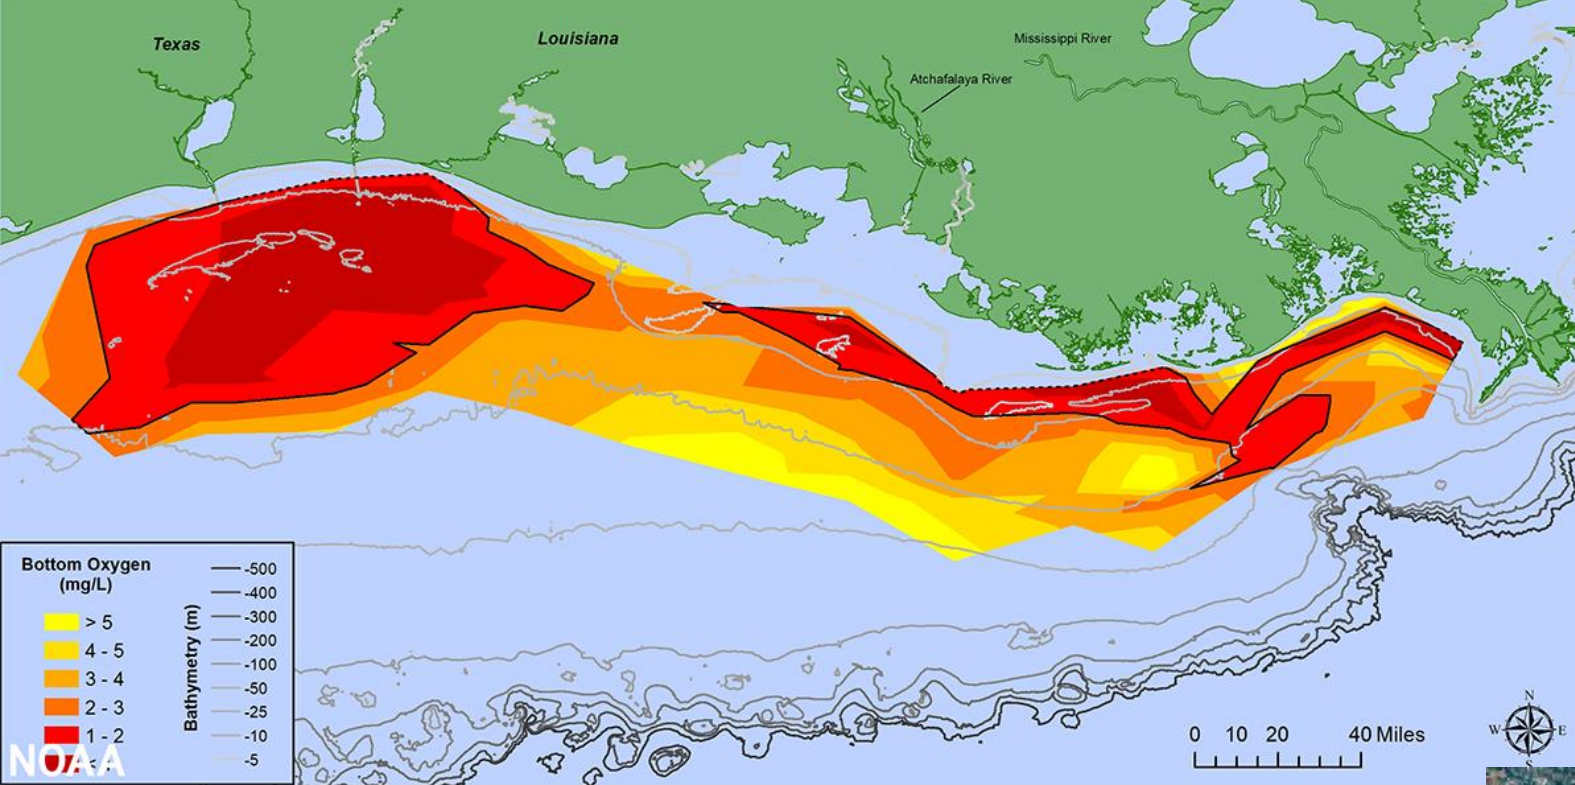 Texas
Louisiana
Mississippi River
Atchafalaya River
Bottom Oxygen
(mg/L)
> 5
4 - 5
3 - 4
2 - 3
1 - 2
Bathymetry (m)
-500
-400
-300
-200
-100
-50
-25
-10
-5
NOAA
0 10 20 40 Miles
N
W E
S